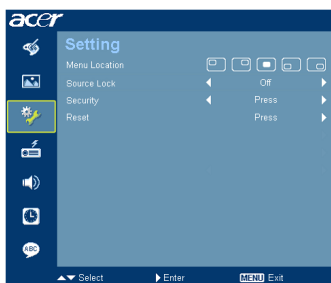 acer
Setting
Menu Location
Source Lock Off
Security Press
Reset Press
ABC
Select Enter MENU Exit